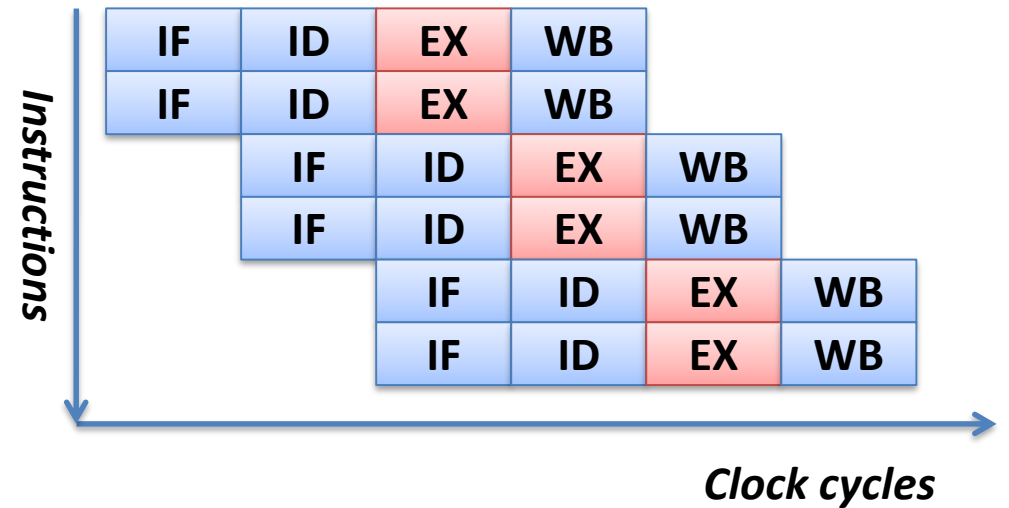 IF ID EX WB
IF ID EX WB
IF ID EX WB
IF ID EX WB
IF ID EX WB
IF ID EX WB
Instructions
Clock cycles